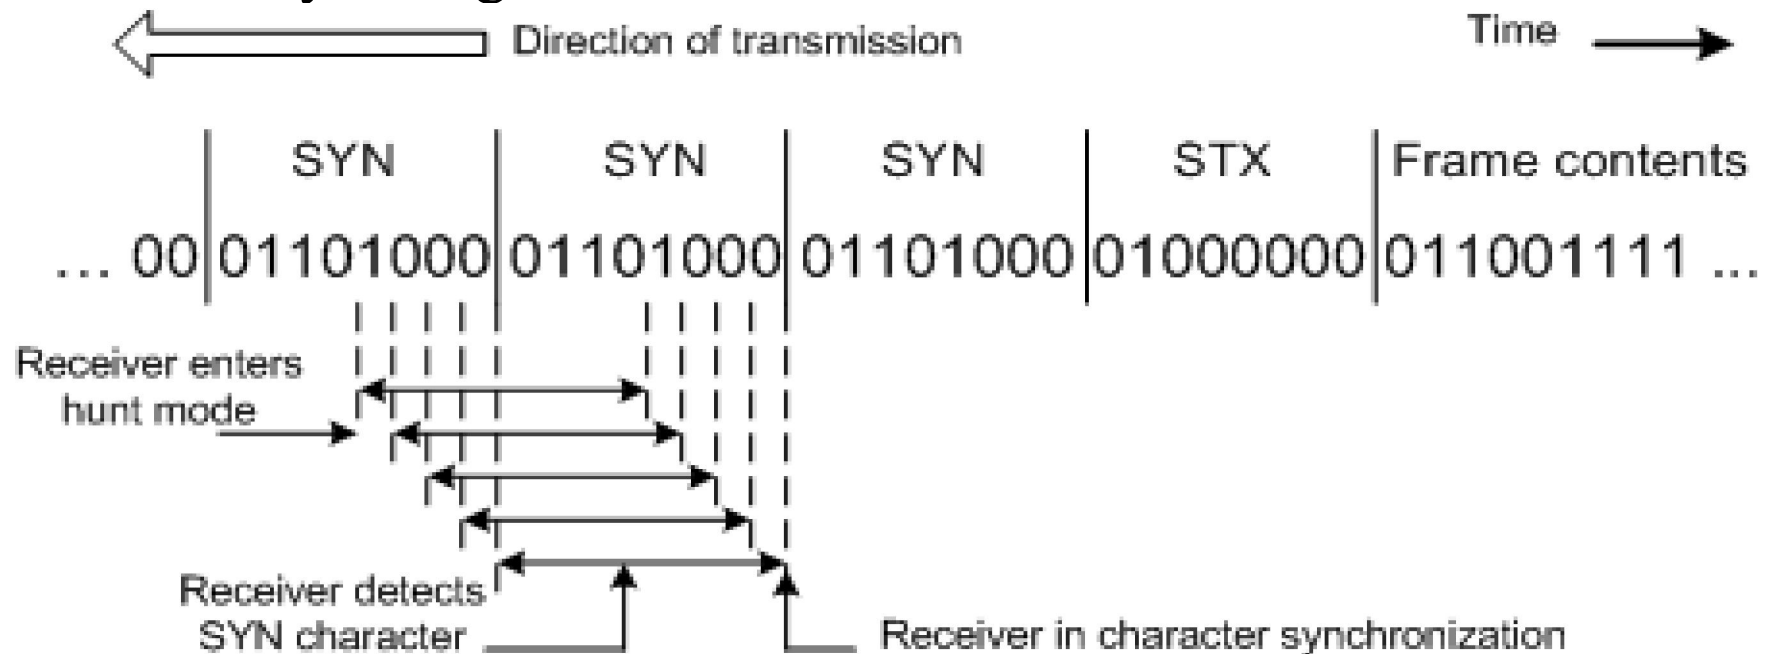 Direction of transmission Time
SYN SYN SYN STX Frame contents
... 00 01101000 01101000 01101000 01000000 011001111 ...
Receiver enters
hunt mode
Receiver detects
SYN character
Receiver in character synchronization